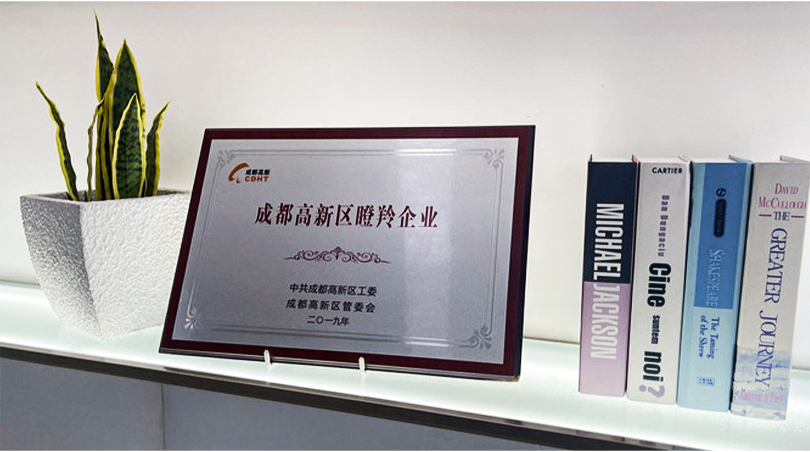 成都高新
CDHT
成都高新区瞪羚企业
中共成都高新区工委
成都高新区管委会
二〇一九年
MICHAEL JACKSON
CARTIER
Dan Dungaciu
Cine
suntem
noi?
SHAKESPEARE
The Taming
of the Shrew
DAVID
McCULLOUGH
THE
GREATER JOURNEY